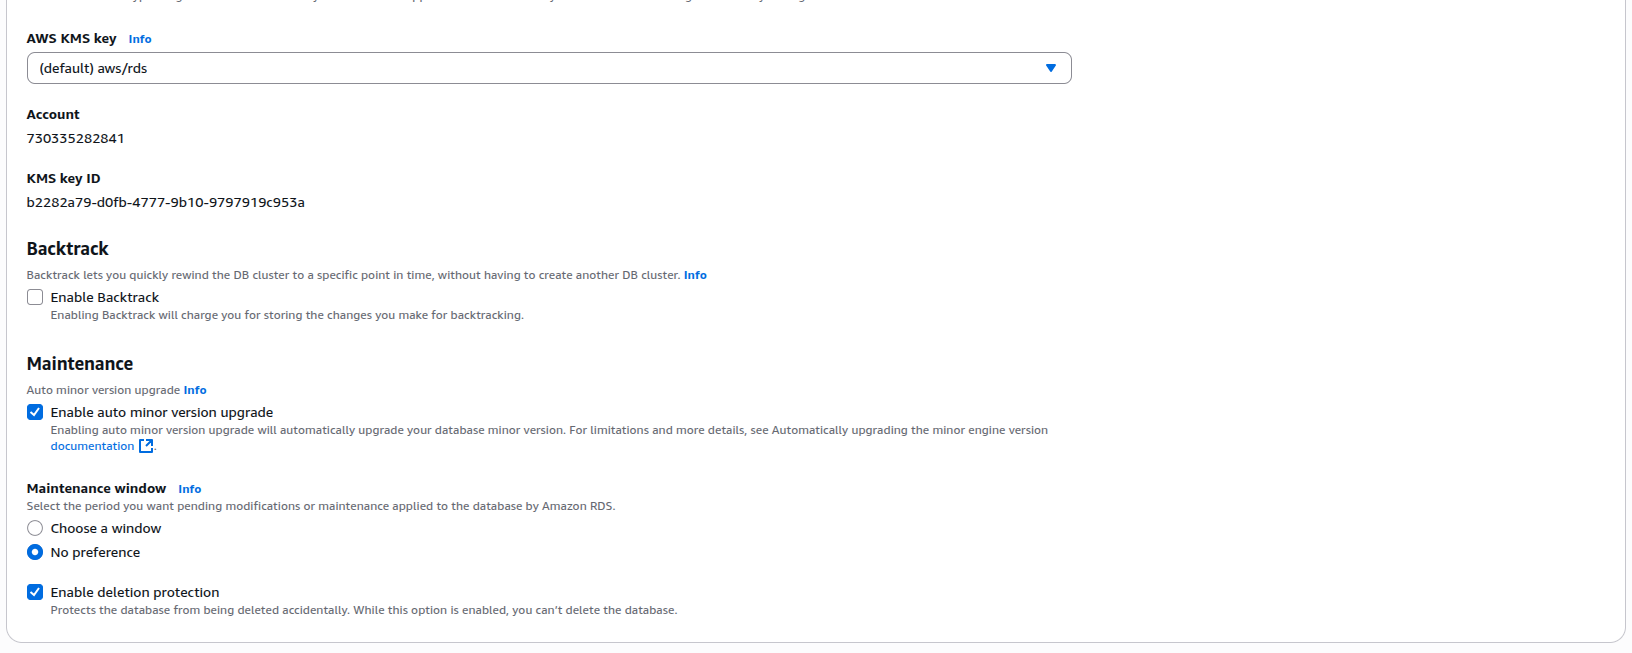 AWS KMS key Info
(default) aws/rds
Account
730335282841
KMS key ID
b2282a79-d0fb-4777-9b10-9797919c953a
Backtrack
Backtrack lets you quickly rewind the DB cluster to a specific point in time, without having to create another DB cluster. Info
Enable Backtrack
Enabling Backtrack will charge you for storing the changes you make for backtracking.
Maintenance
Auto minor version upgrade Info
Enable auto minor version upgrade
Enabling auto minor version upgrade will automatically upgrade your database minor version. For limitations and more details, see Automatically upgrading the minor engine version
documentation.
Maintenance window Info
Select the period you want pending modifications or maintenance applied to the database by Amazon RDS.
Choose a window
No preference
Enable deletion protection
Protects the database from being deleted accidentally. While this option is enabled, you can't delete the database.